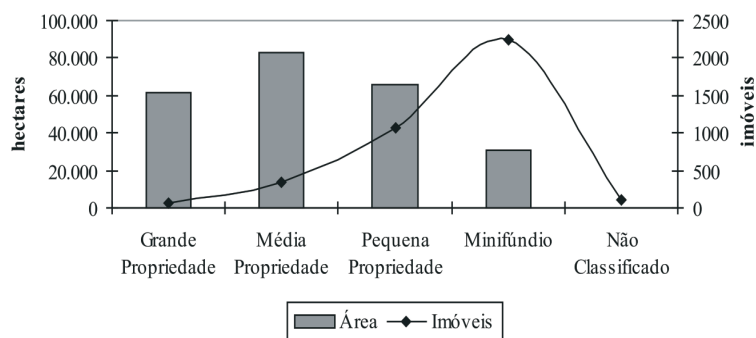 100.000
80.000
60.000
40.000
20.000
0
hectares
2500
2000
1500
1000
500
0
imóveis
Grande
Propriedade
Média
Propriedade
Pequena
Propriedade
Minifúndio
Não
Classificado
Área
Imóveis